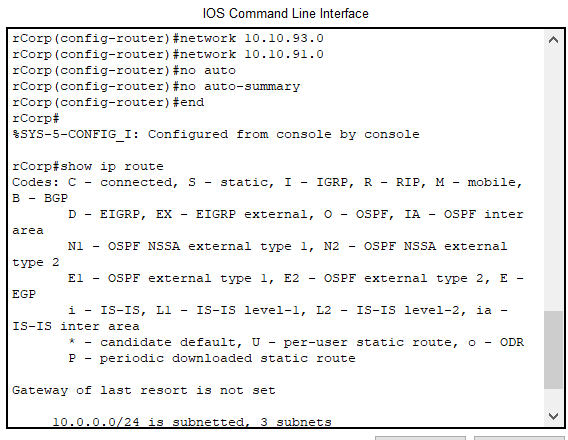 IOS Command Line Interface
rCorp(config-router)#network 10.10.93.0
rCorp(config-router)#network 10.10.91.0
rCorp(config-router)#no auto
rCorp(config-router)#no auto-summary
rCorp(config-router)#end
rCorp#
%SYS-5-CONFIG_I: Configured from console by console

rCorp#show ip route
Codes: C - connected, S - static, I - IGRP, R - RIP, M - mobile,
B - BGP
       D - EIGRP, EX - EIGRP external, O - OSPF, IA - OSPF inter
area
       N1 - OSPF NSSA external type 1, N2 - OSPF NSSA external
type 2
       E1 - OSPF external type 1, E2 - OSPF external type 2, E -
EGP
       i - IS-IS, L1 - IS-IS level-1, L2 - IS-IS level-2, ia -
IS-IS inter area
       * - candidate default, U - per-user static route, o - ODR
       P - periodic downloaded static route

Gateway of last resort is not set

     10.0.0.0/24 is subnetted, 3 subnets